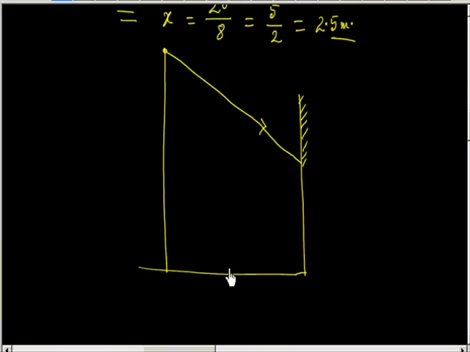 = x = 20/8 = 5/2 = 2.5m.